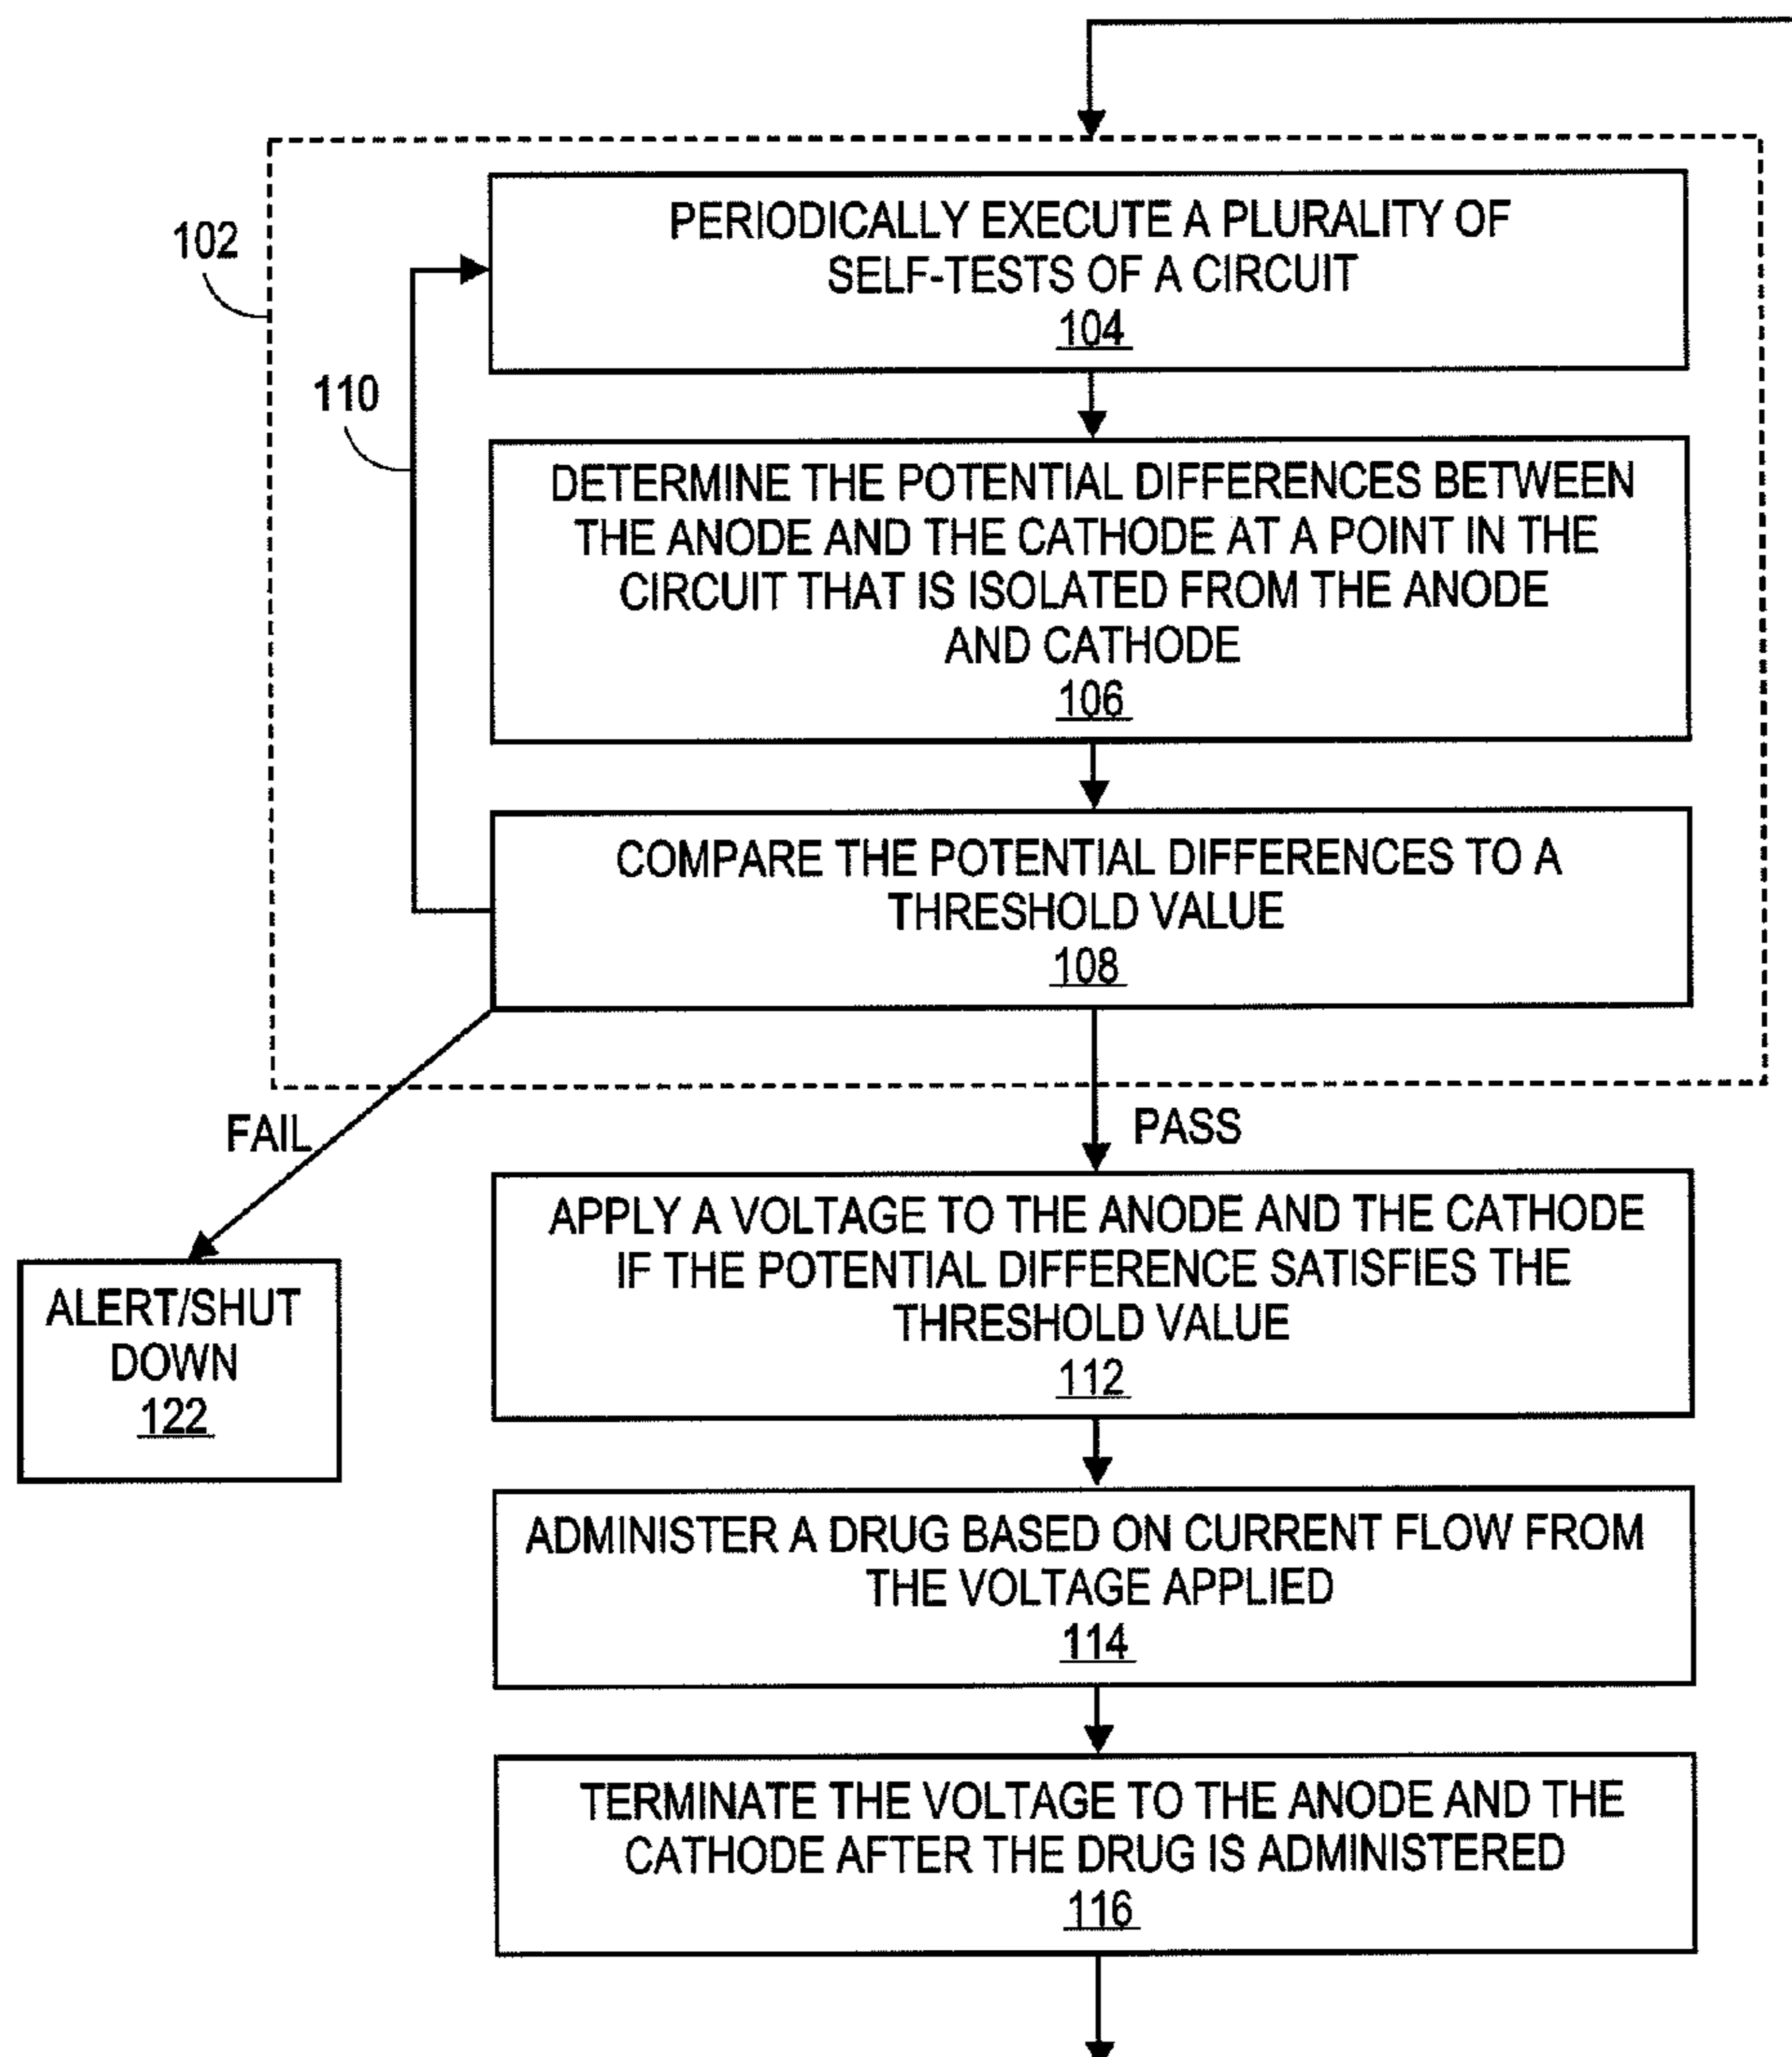 102
PERIODICALLY EXECUTE A PLURALITY OF
SELF-TESTS OF A CIRCUIT
104
110
DETERMINE THE POTENTIAL DIFFERENCES BETWEEN
THE ANODE AND THE CATHODE AT A POINT IN THE
CIRCUIT THAT IS ISOLATED FROM THE ANODE
AND CATHODE
106
COMPARE THE POTENTIAL DIFFERENCES TO A
THRESHOLD VALUE
108
FAIL
PASS
ALERT/SHUT
DOWN
122
APPLY A VOLTAGE TO THE ANODE AND THE CATHODE
IF THE POTENTIAL DIFFERENCE SATISFIES THE
THRESHOLD VALUE
112
ADMINISTER A DRUG BASED ON CURRENT FLOW FROM
THE VOLTAGE APPLIED
114
TERMINATE THE VOLTAGE TO THE ANODE AND THE
CATHODE AFTER THE DRUG IS ADMINISTERED
116